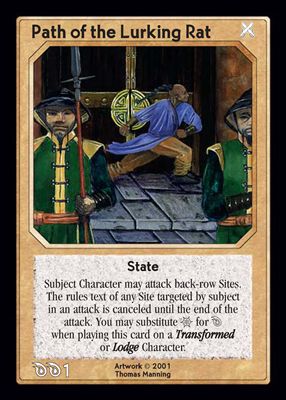 Path of the Lurking Rat
State
Subject Character may attack back-row Sites.
The rules text of any Site targeted by subject
in an attack is canceled until the end of the
attack. You may substitute for
when playing this card on a Transformed
or Lodge Character.
1
Artwork © 2001
Thomas Manning